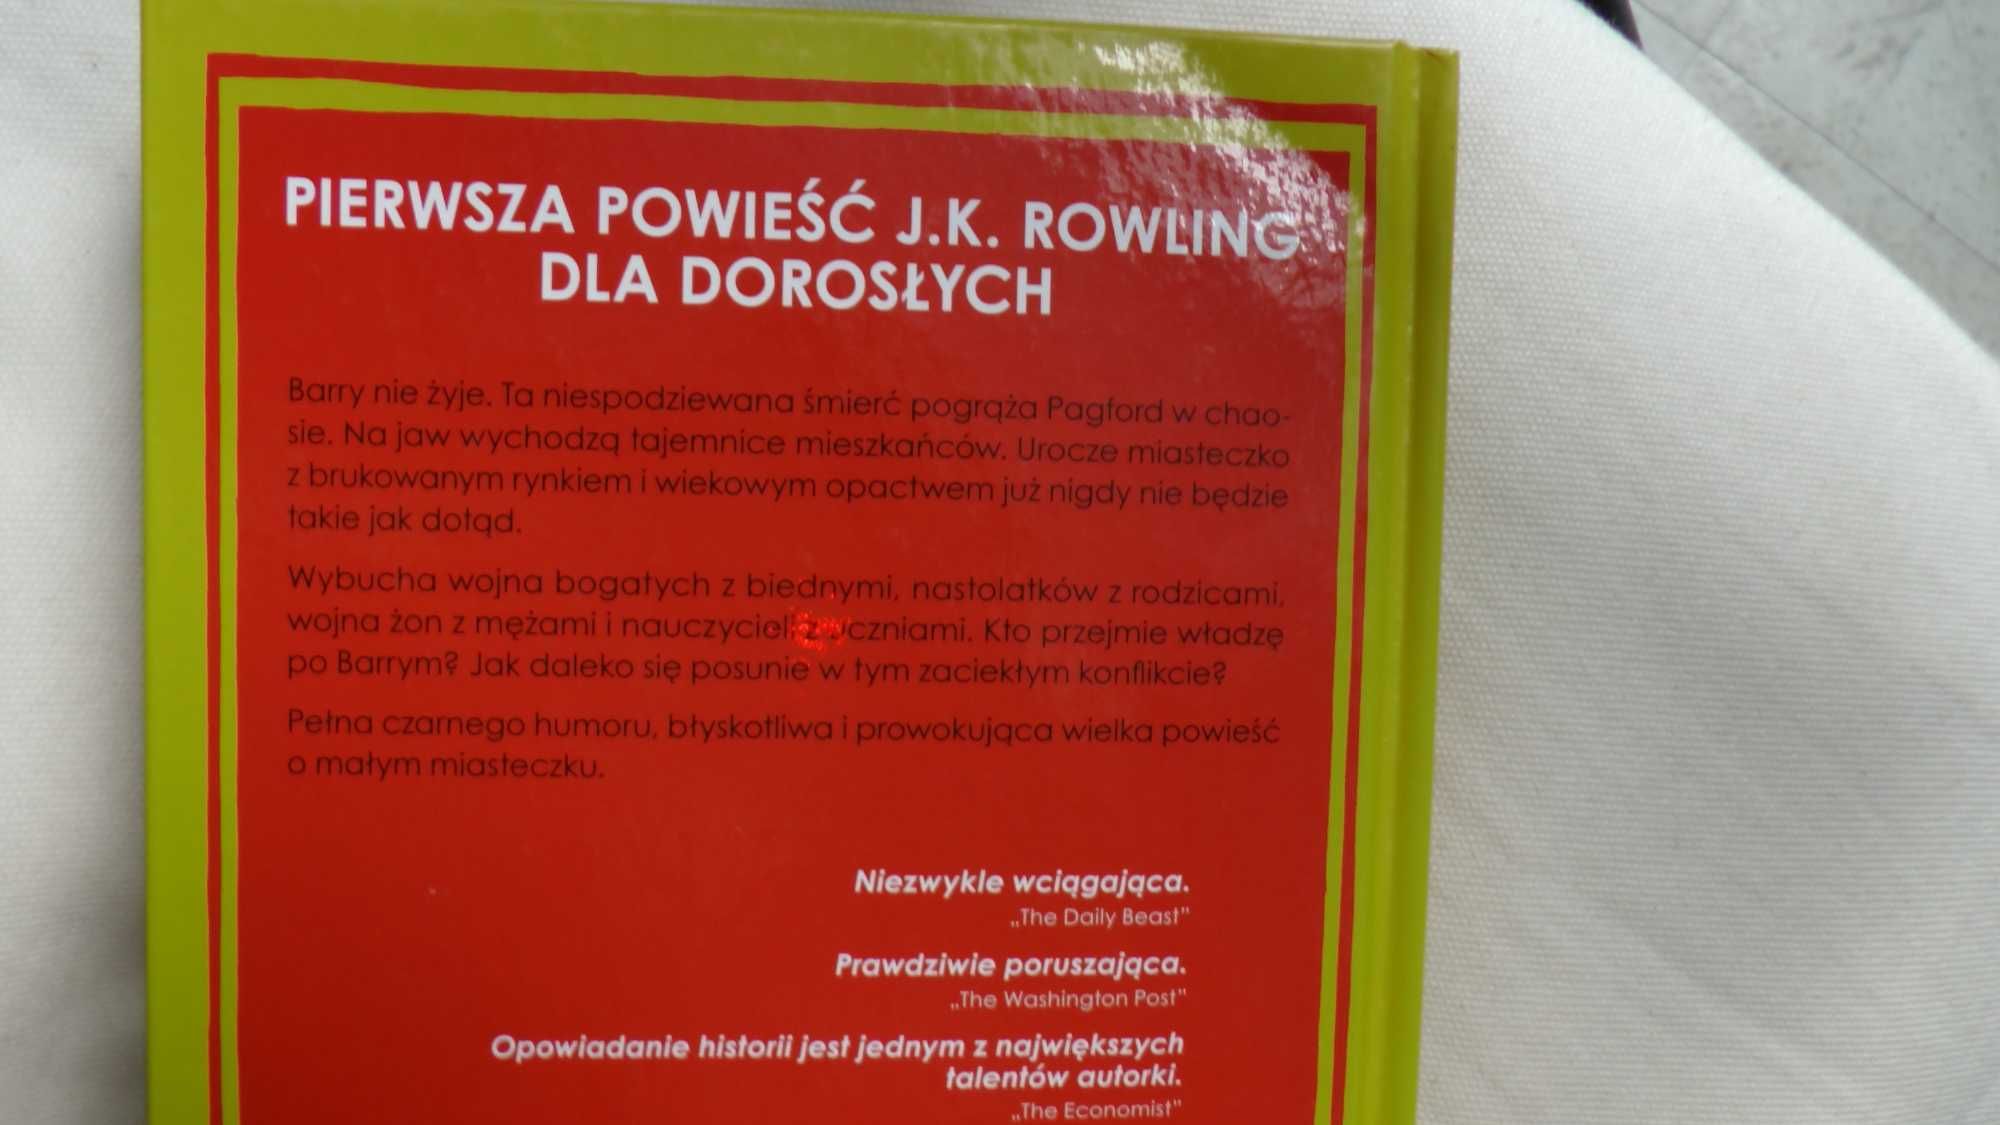 PIERWSZA POWIEŚĆ J.K. ROWLING
DLA DOROSŁYCH
Barry nie żyje. Ta niespodziewana śmierć pogrąża Pagford w chao-
sie. Na jaw wychodzą tajemnice mieszkańców. Urocze miasteczko
z brukowanym rynkiem i wiekowym opactwem już nigdy nie będzie
takie jak dotąd.
Wybucha wojna bogatych z biednymi, nastolatków z rodzicami,
wojna żon z mężami i nauczycieli z uczniami. Kto przejmie władzę
po Barrym? Jak daleko się posunie w tym zaciekłym konflikcie?
Pełna czarnego humoru, błyskotliwa i prowokująca wielka powieść
o małym miasteczku.
Niezwykle wciągająca.
„The Daily Beast”
Prawdziwie poruszająca.
„The Washington Post”
Opowiadanie historii jest jednym z największych
talentów autorki.
„The Economist”